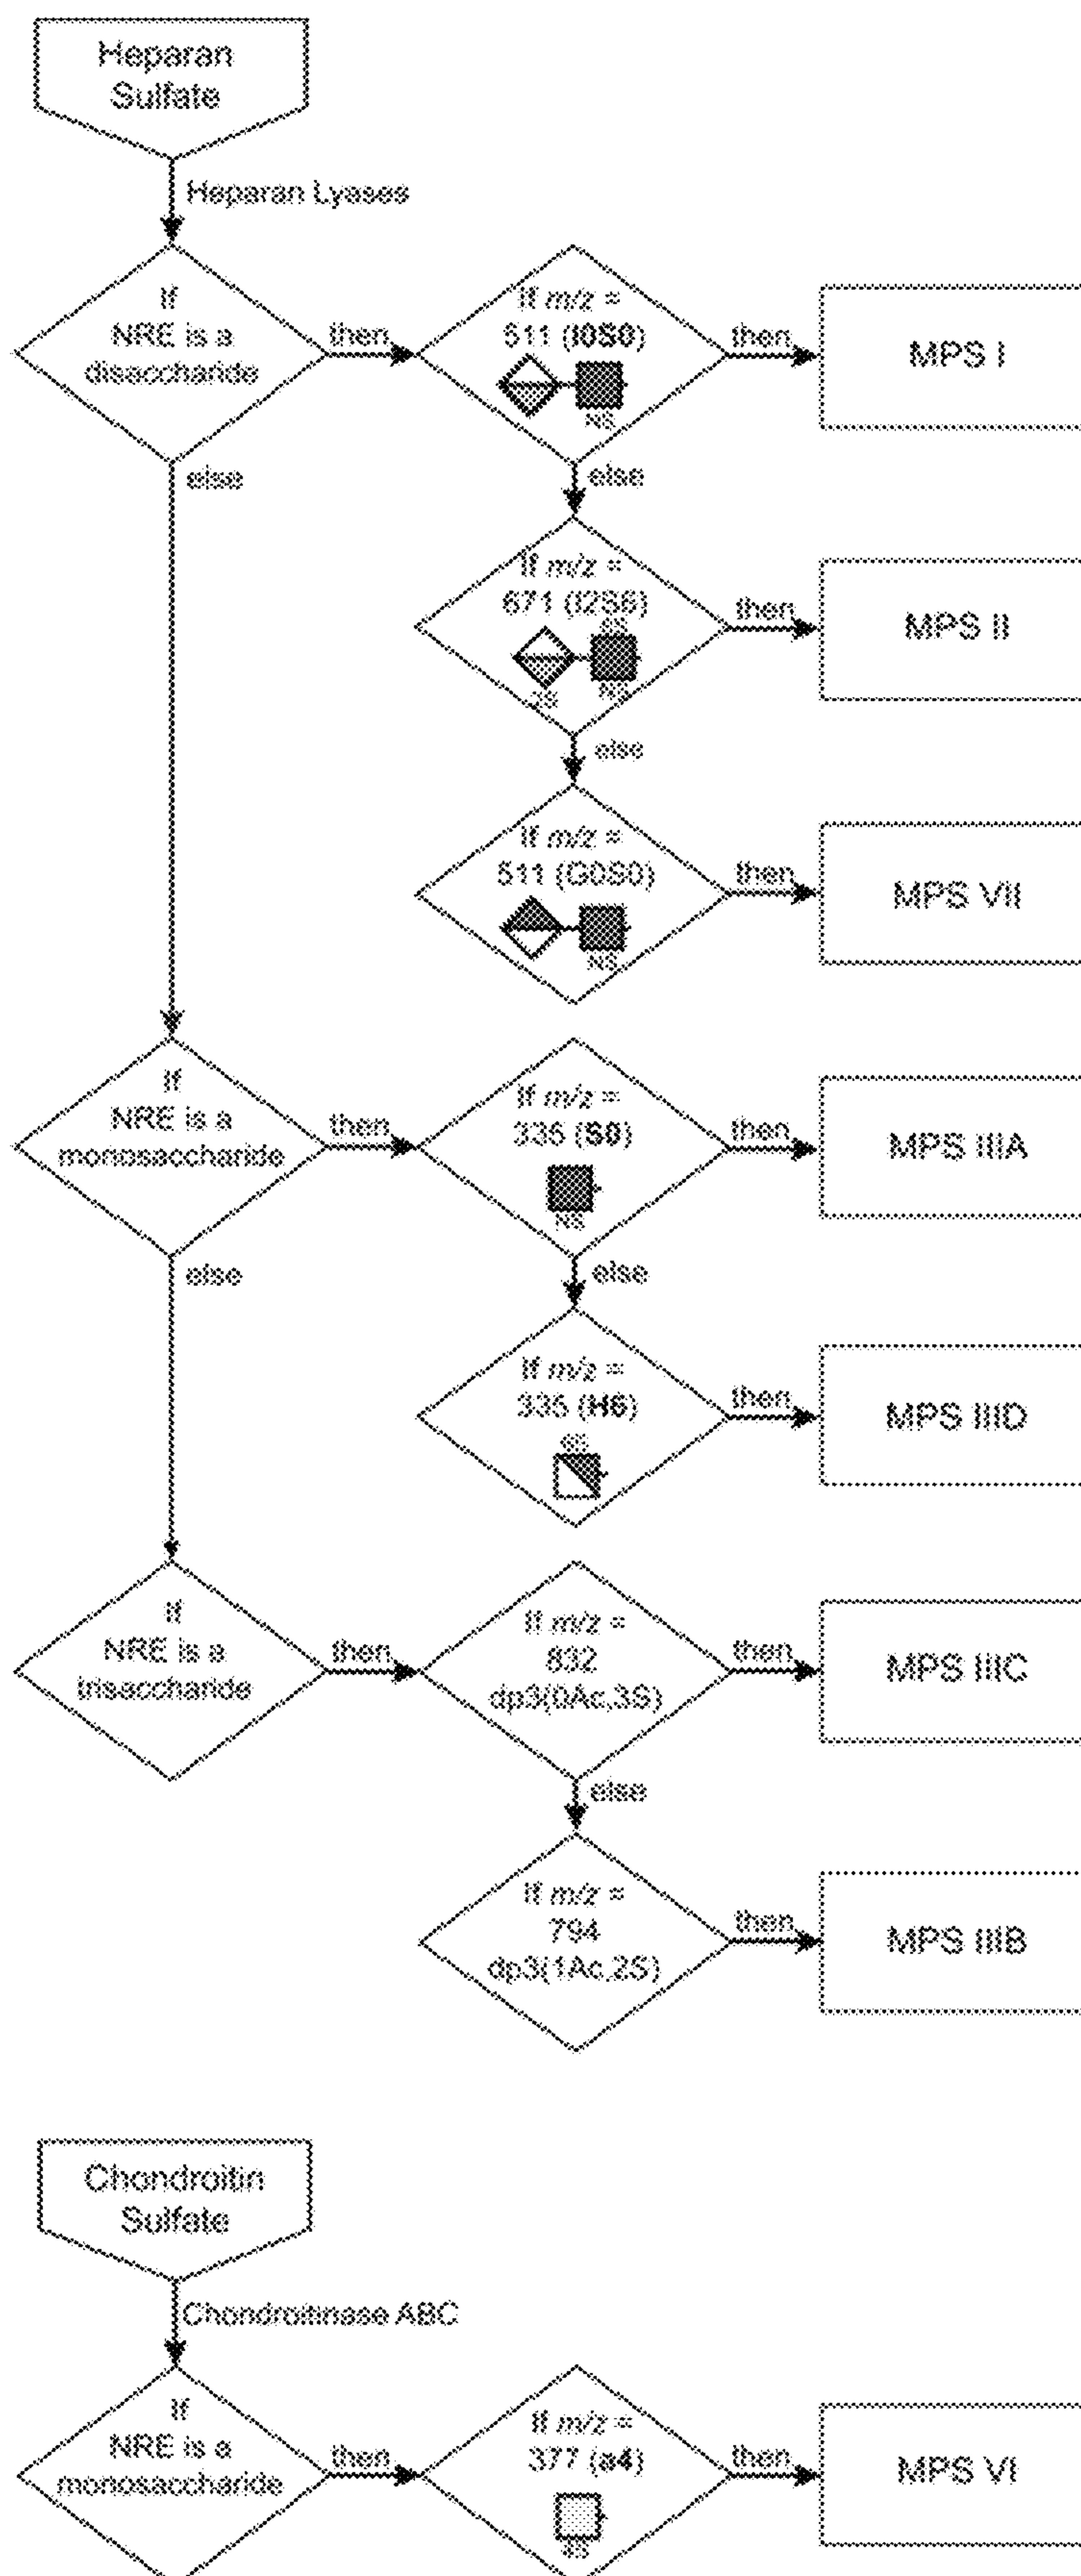 Heparan
Sulfate
Heparan Lyases
If
NRE is a
disaccharide
then
If m/z =
511 (I0S0)
NS
then
MPS I
else
else
If m/z =
671 (I2S6)
6S
2S
NS
then
MPS II
else
If m/z =
511 (G0S0)
NS
then
MPS VII
If
NRE is a
monosaccharide
then
If m/z =
335 (S0)
NS
then
MPS IIIA
else
else
If m/z =
335 (H6)
6S
then
MPS IIID
If
NRE is a
trisaccharide
then
If m/z =
832
dp3(0Ac,3S)
then
MPS IIIC
else
If m/z =
794
dp3(1Ac,2S)
then
MPS IIIB
Chondroitin
Sulfate
Chondroitinase ABC
If
NRE is a
monosaccharide
then
If m/z =
377 (a4)
4S
then
MPS VI